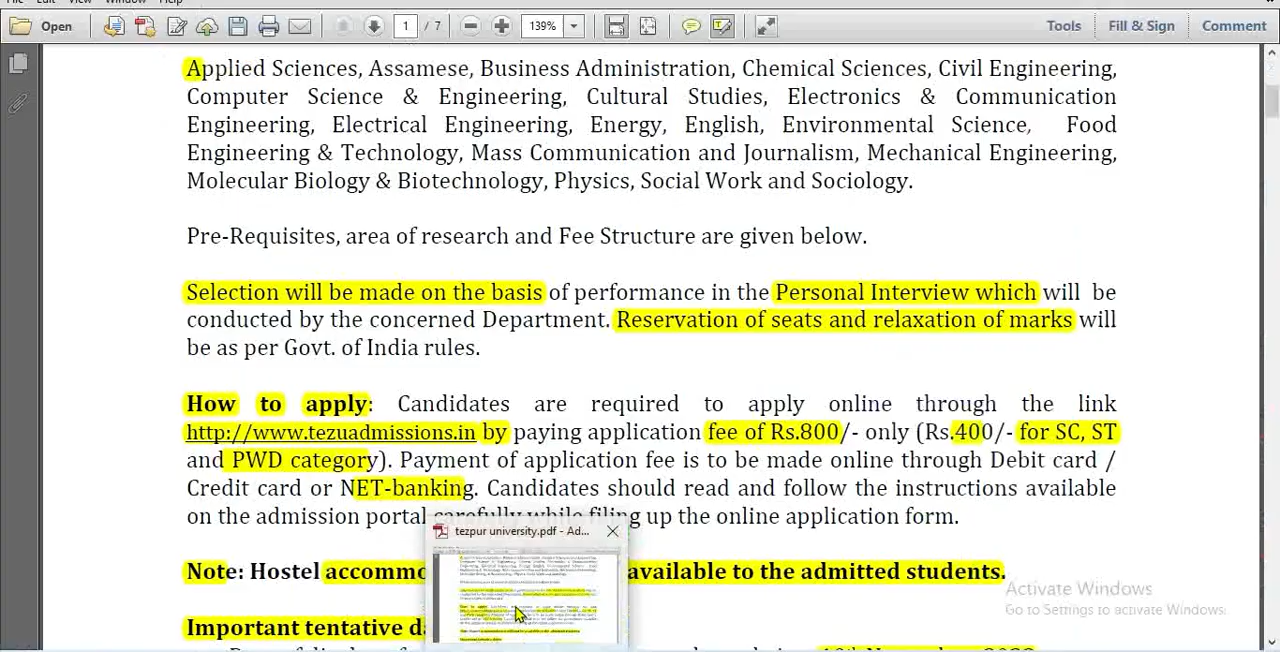 Open
1 / 7
139%
Tools
Fill & Sign
Comment
Applied Sciences, Assamese, Business Administration, Chemical Sciences, Civil Engineering,
Computer Science & Engineering, Cultural Studies, Electronics & Communication
Engineering, Electrical Engineering, Energy, English, Environmental Science, Food
Engineering & Technology, Mass Communication and Journalism, Mechanical Engineering,
Molecular Biology & Biotechnology, Physics, Social Work and Sociology.
Pre-Requisites, area of research and Fee Structure are given below.
Selection will be made on the basis of performance in the Personal Interview which will be
conducted by the concerned Department. Reservation of seats and relaxation of marks will
be as per Govt. of India rules.
How to apply: Candidates are required to apply online through the link
http://www.tezuadmissions.in by paying application fee of Rs.800/- only (Rs.400/- for SC, ST
and PWD category). Payment of application fee is to be made online through Debit card /
Credit card or NET-banking. Candidates should read and follow the instructions available
on the admission portal carefully while filing up the online application form.
tezpur university.pdf - Ad...
Note: Hostel available to the admitted students.
Important tentative
Activate Windows
Go to Settings to activate Windows.